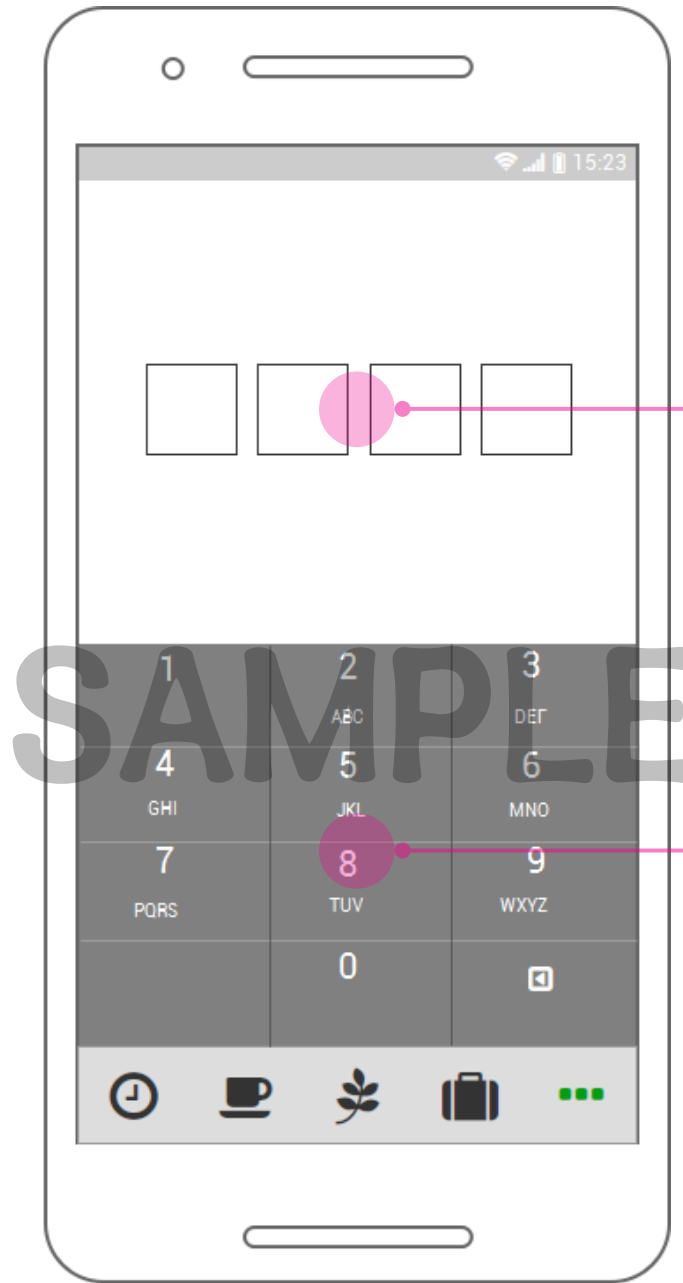 15:23
1 2 3
ABC DEF
SAMPLE
4 5 6
GHI JKL MNO
7 8 9
PQRS TUV WXYZ
0